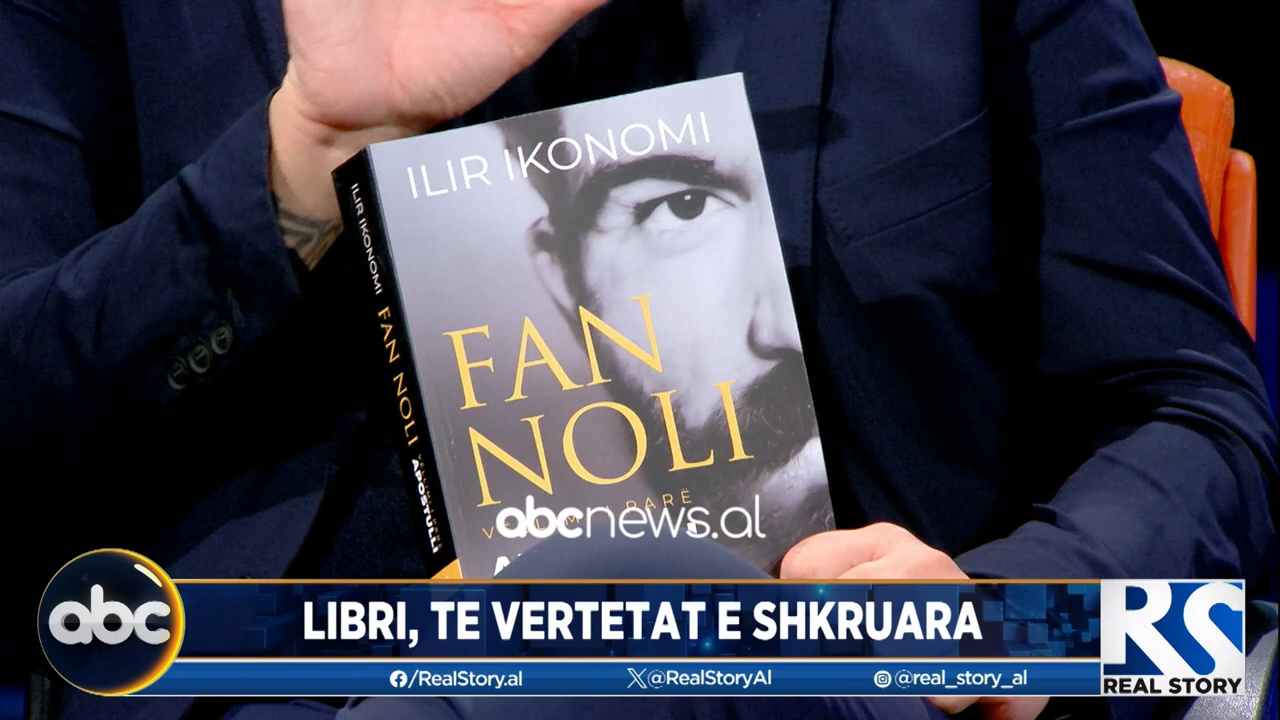 ILIR IKONOMI
ILIR IKONOMI FAN NOLI
APOSTULLI
FAN
NOLI
abcnews.al
abc
LIBRI, TE VERTETAT E SHKRUARA
/RealStory.al
@RealStoryAl
@real_story_al
RS
REAL STORY